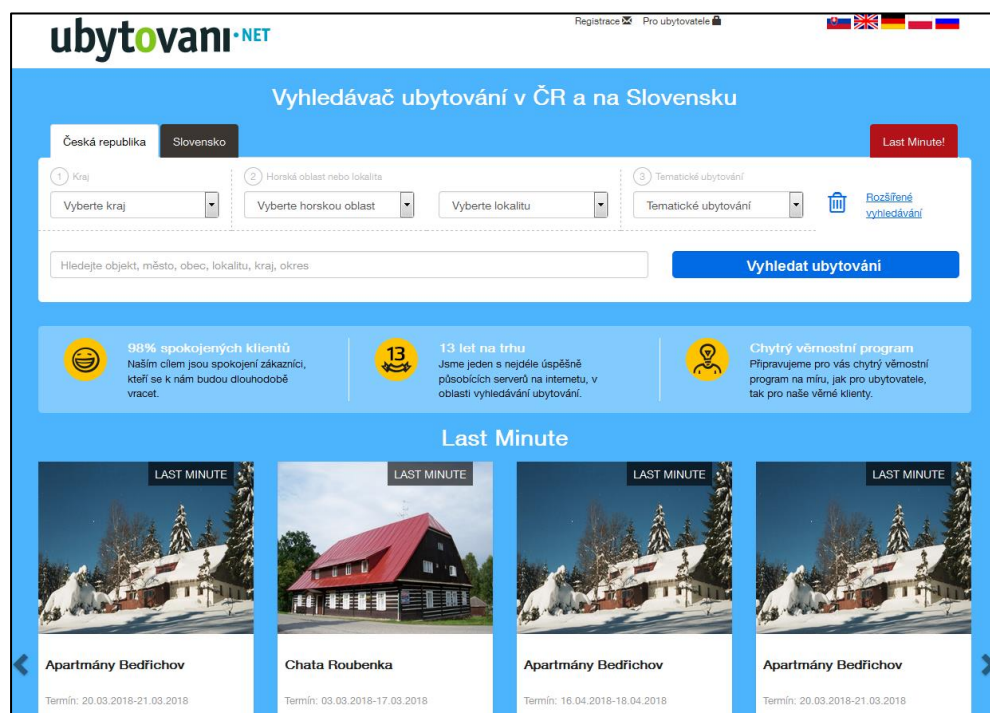 ubytovani·NET
Registrace
Pro ubytovatele
Vyhledávač ubytování v ČR a na Slovensku
Česká republika
Slovensko
Last Minute!
1 Kraj
2 Horská oblast nebo lokalita
3 Tematické ubytování
Vyberte kraj
Vyberte horskou oblast
Vyberte lokalitu
Tematické ubytování
Rozšířené
vyhledávání
Hledejte objekt, město, obec, lokalitu, kraj, okres
Vyhledat ubytování
98% spokojených klientů
Naším cílem jsou spokojení zákazníci,
kteří se k nám budou dlouhodobě
vracet.
13
13 let na trhu
Jsme jeden s nejdéle úspěšně
působících serverů na internetu, v
oblasti vyhledávání ubytování.
Chytrý věrnostní program
Připravujeme pro vás chytrý věrnostní
program na míru, jak pro ubytovatele,
tak pro naše věrné klienty.
Last Minute
LAST MINUTE
LAST MINUTE
LAST MINUTE
LAST MINUTE
Apartmány Bedřichov
Chata Roubenka
Apartmány Bedřichov
Apartmány Bedřichov
Termín: 20.03.2018-21.03.2018
Termín: 03.03.2018-17.03.2018
Termín: 16.04.2018-18.04.2018
Termín: 20.03.2018-21.03.2018